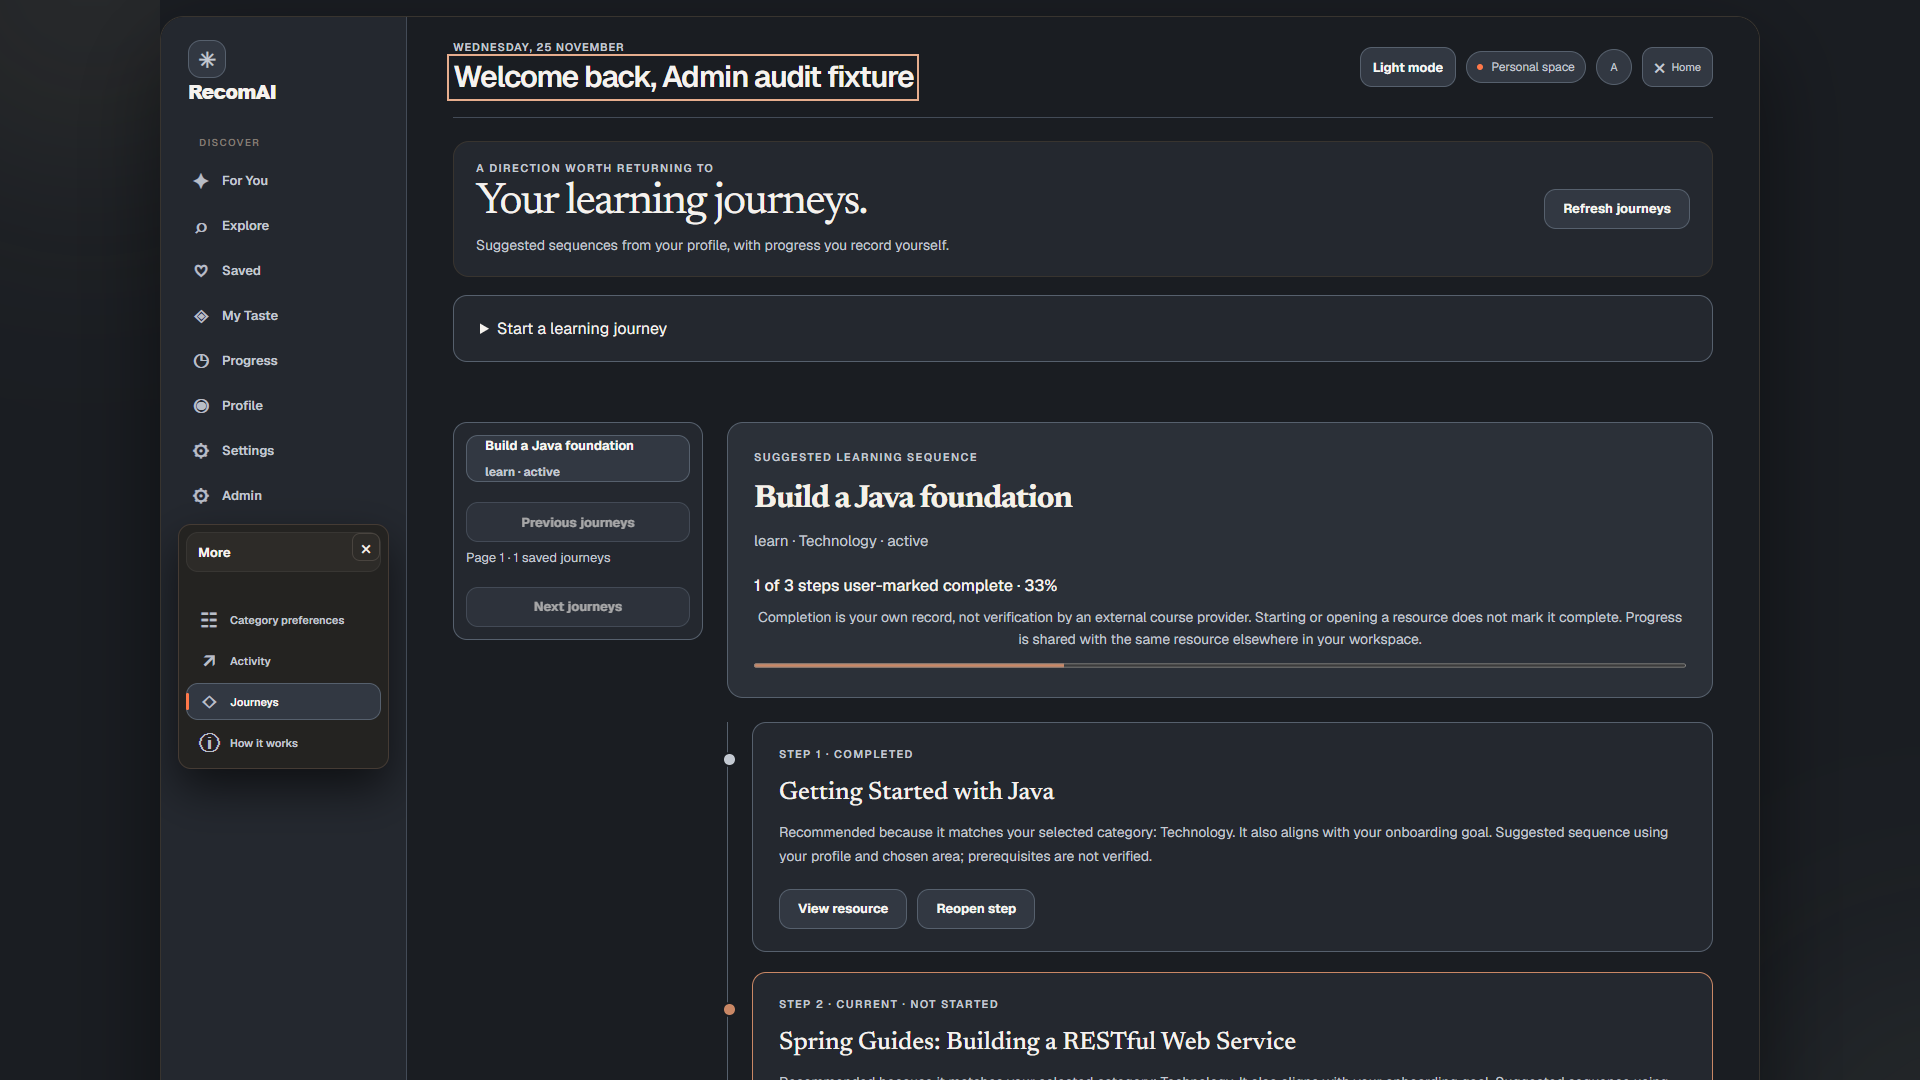 RecomAI
DISCOVER
For You
Explore
Saved
My Taste
Progress
Profile
Settings
Admin
More
Category preferences
Activity
Journeys
How it works
WEDNESDAY, 25 NOVEMBER
Welcome back, Admin audit fixture
Light mode
Personal space
A
Home
A DIRECTION WORTH RETURNING TO
Your learning journeys.
Suggested sequences from your profile, with progress you record yourself.
Refresh journeys
Start a learning journey
Build a Java foundation
learn · active
Previous journeys
Page 1 · 1 saved journeys
Next journeys
SUGGESTED LEARNING SEQUENCE
Build a Java foundation
learn · Technology · active
1 of 3 steps user-marked complete · 33%
Completion is your own record, not verification by an external course provider. Starting or opening a resource does not mark it complete. Progress
is shared with the same resource elsewhere in your workspace.
STEP 1 · COMPLETED
Getting Started with Java
Recommended because it matches your selected category: Technology. It also aligns with your onboarding goal. Suggested sequence using
your profile and chosen area; prerequisites are not verified.
View resource
Reopen step
STEP 2 · CURRENT · NOT STARTED
Spring Guides: Building a RESTful Web Service